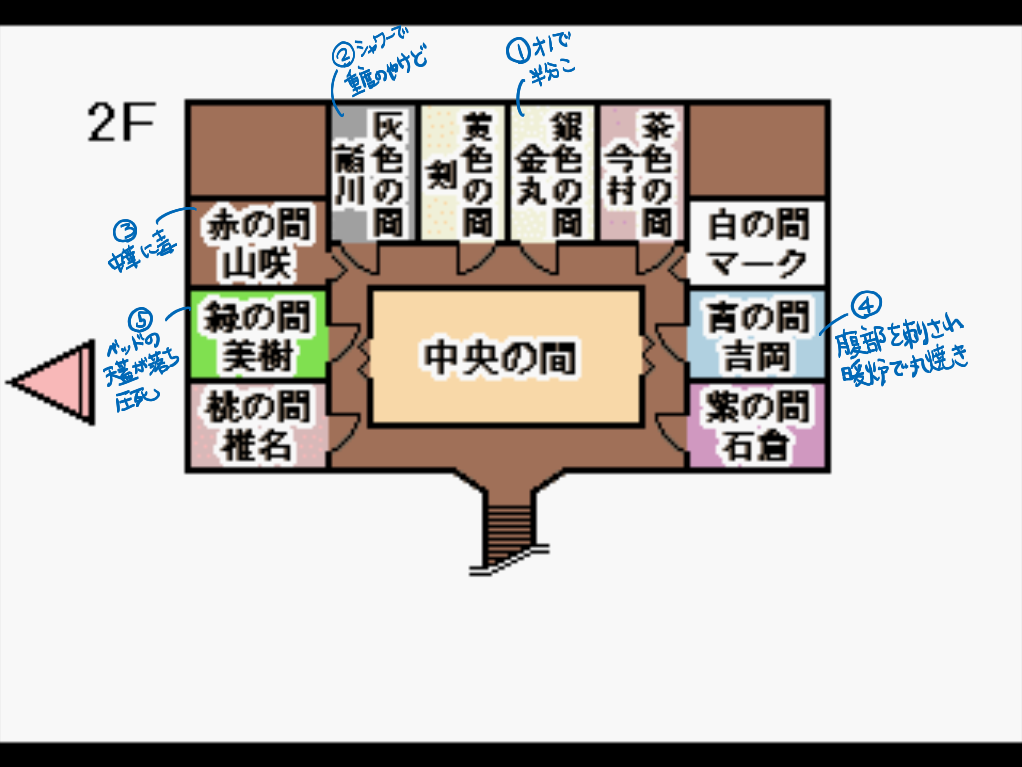 ② シャワーで
重度のやけど
① オノで
半分こ
2F
灰色の間
黄色の間
剣
銀色の間
金丸
茶色の間
今村
③
赤の間
山咲
白の間
マーク
⑤
ベッドの
天蓋が落ち
圧死
緑の間
美樹
中央の間
青の間
吉岡
④
腹部を刺され
暖炉で丸焼き
桃の間
椎名
紫の間
石倉